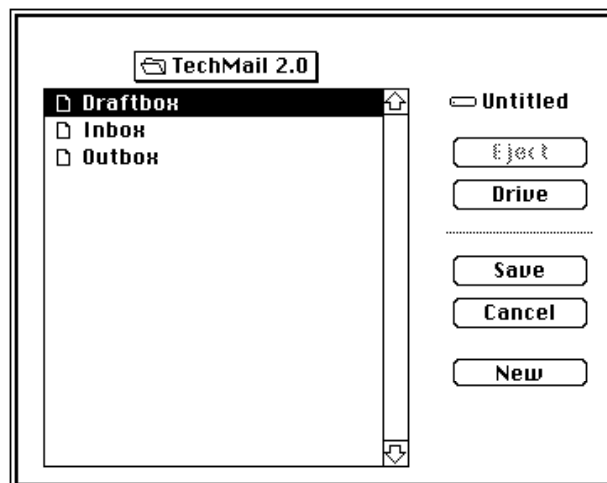 TechMail 2.0
Draftbox
Inbox
Outbox
Untitled
Eject
Drive
Save
Cancel
New